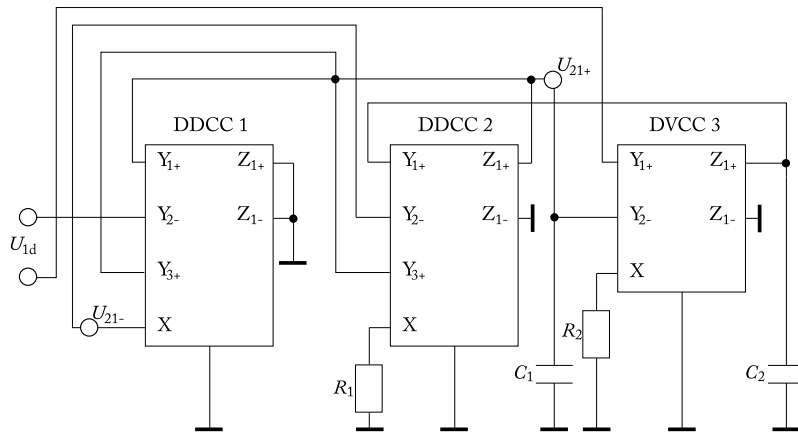 U21+
DDCC 1
DDCC 2
DVCC 3
Y1+ Z1+
Y2- Z1-
Y3+
X
Y1+ Z1+
Y2- Z1-
Y3+
X
Y1+ Z1+
Y2- Z1-
X
U1d
U21-
R1
C1
R2
C2